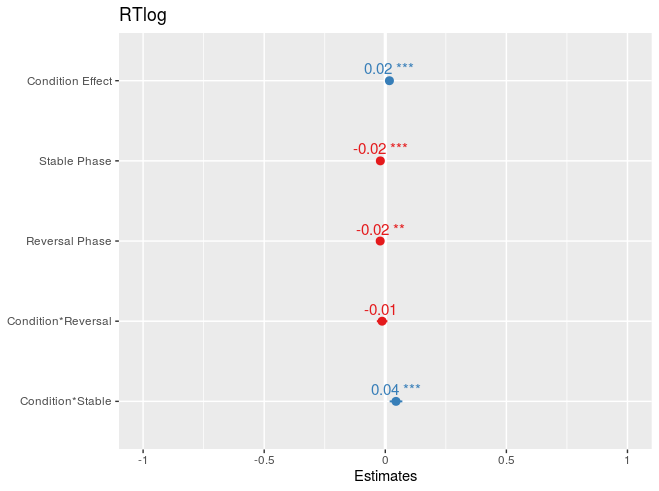 RTlog
Condition Effect
0.02 ***
Stable Phase
-0.02 ***
Reversal Phase
-0.02 **
Condition*Reversal
-0.01
Condition*Stable
0.04 ***
-1 -0.5 0 0.5 1
Estimates